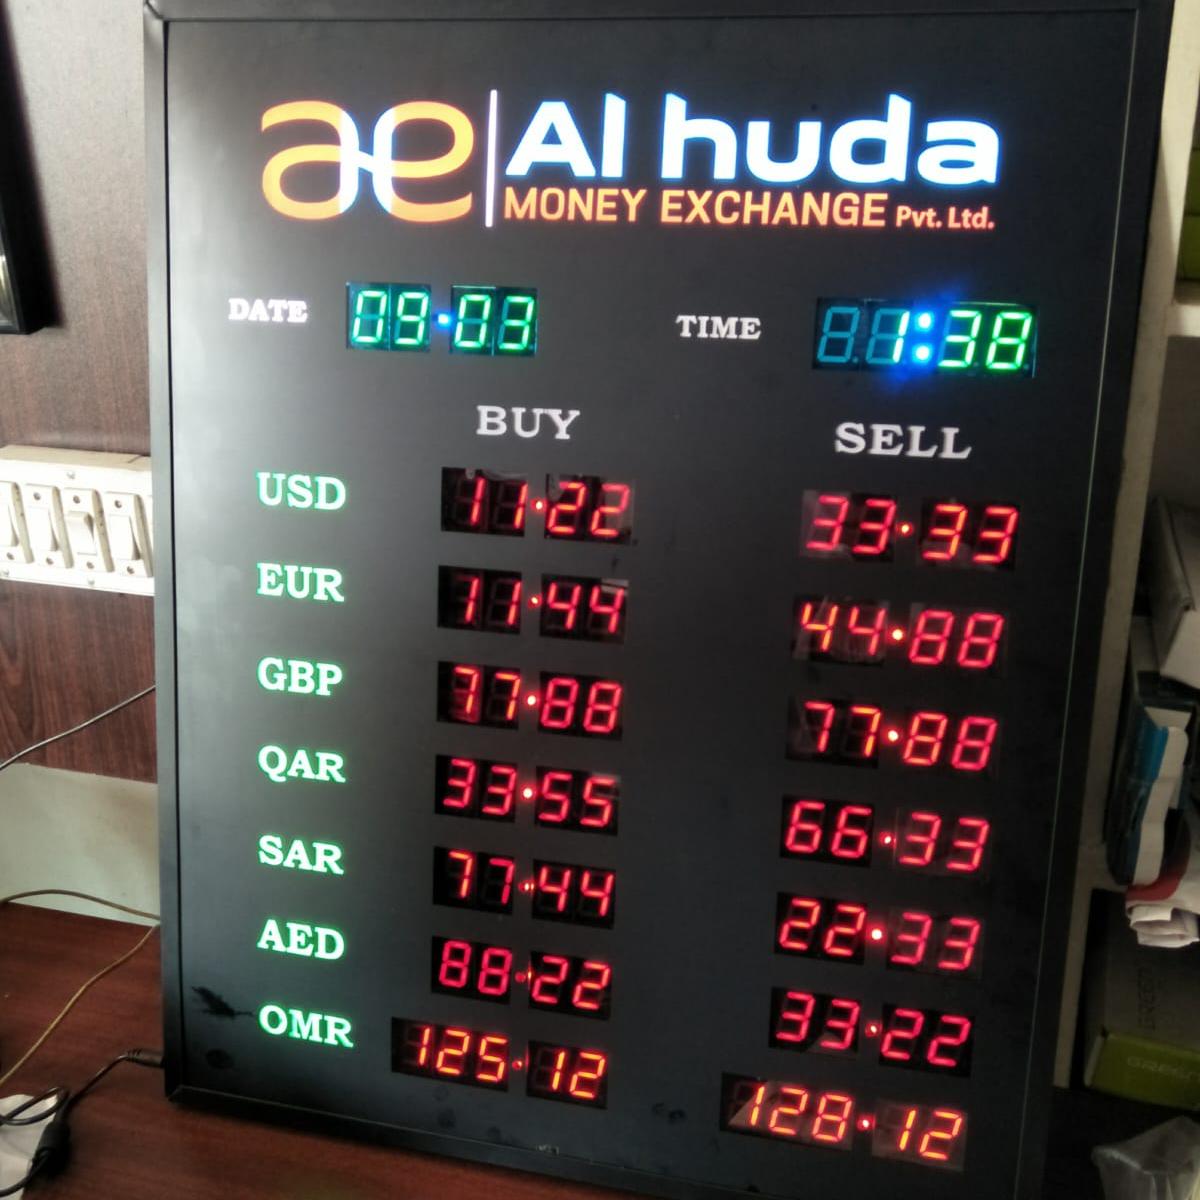 ae Al huda
MONEY EXCHANGE Pvt. Ltd.
DATE 09.03 TIME 1:38
BUY SELL
USD 11.22 33.33
EUR 11.44 44.88
GBP 77.88 77.88
QAR 33.55 66.33
SAR 77.44 22.33
AED 88.22 33.22
OMR 125.12 128.12